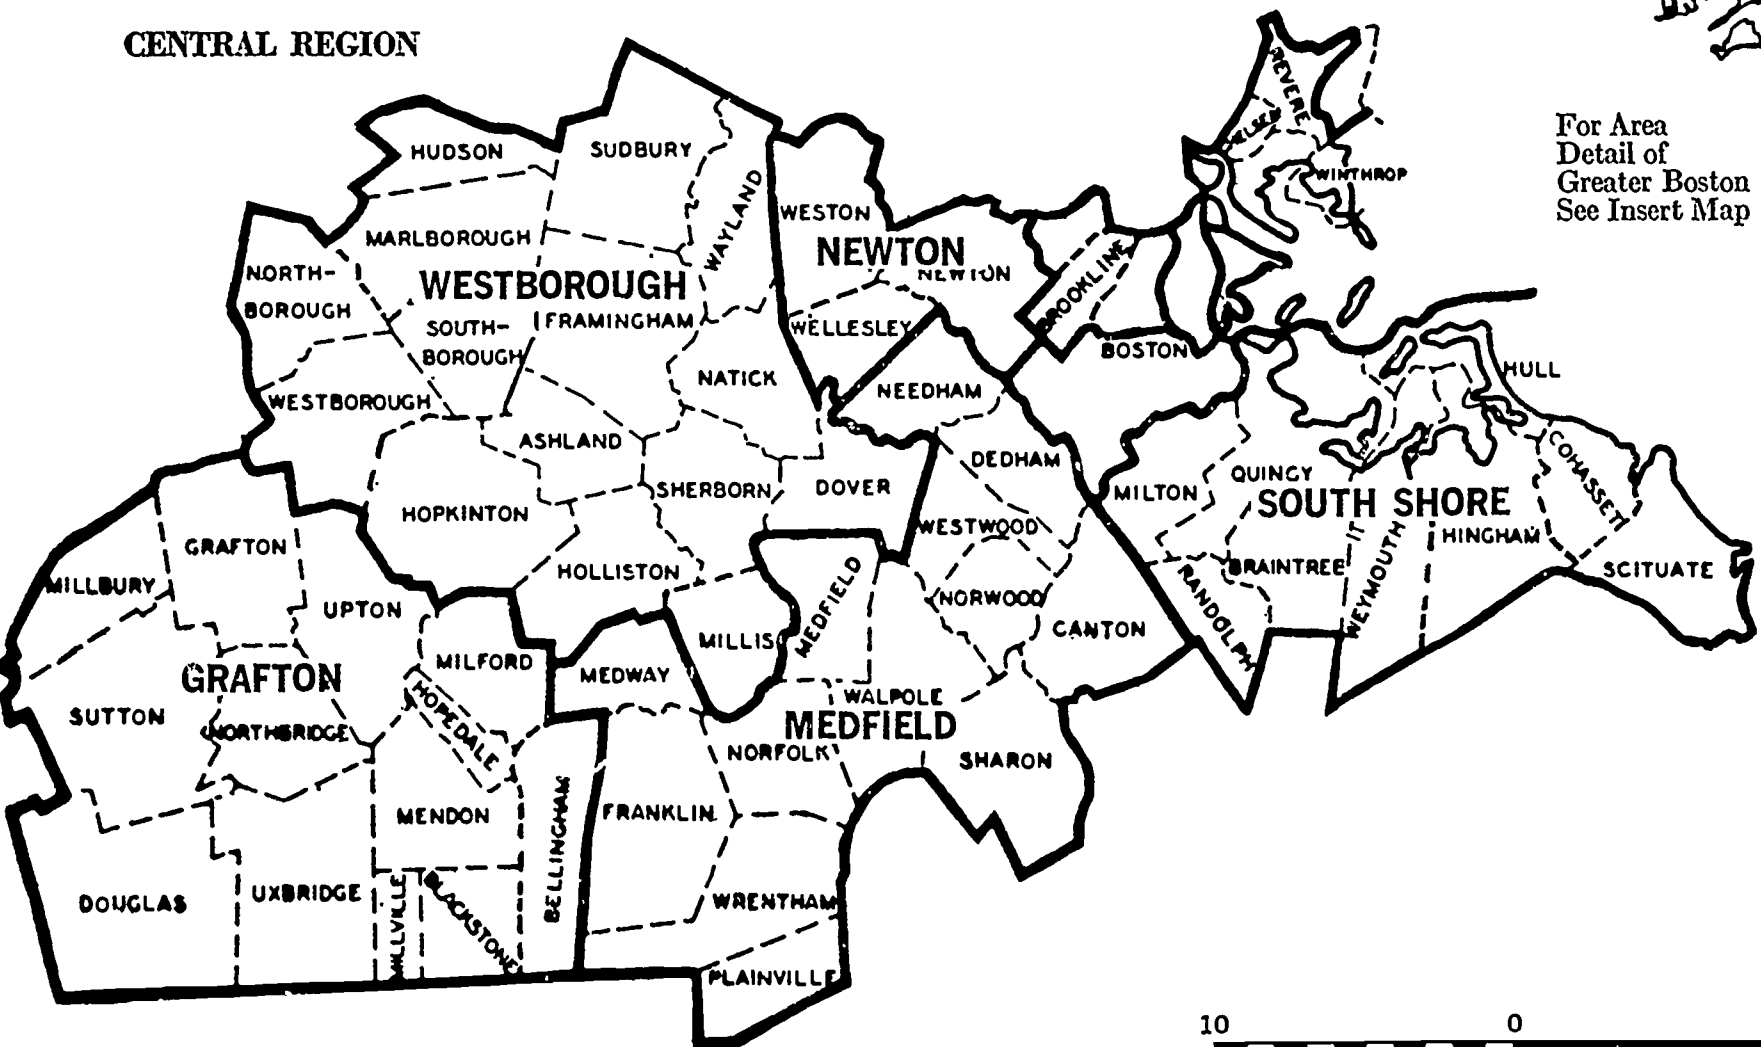 CENTRAL REGION
For Area
Detail of
Greater Boston
See Insert Map
REVERE
CHELSEA
WINTHROP
HUDSON
SUDBURY
WAYLAND
WESTON
MARLBOROUGH
NEWTON
NEWTON
BROOKLINE
NORTH-
BOROUGH
WESTBOROUGH
SOUTH-
BOROUGH
FRAMINGHAM
WELLESLEY
BOSTON
NATICK
NEEDHAM
HULL
WESTBOROUGH
ASHLAND
DEDHAM
COHASSET
SHERBORN
DOVER
MILTON
QUINCY
SOUTH SHORE
HOPKINTON
WESTWOOD
HINGHAM
GRAFTON
HOLLISTON
MEDFIELD
NORWOOD
RANDOLPH
BRAINTREE
WEYMOUTH
SCITUATE
MILLBURY
UPTON
MILLIS
CANTON
MILFORD
MEDWAY
GRAFTON
HOPEDALE
WALPOLE
SUTTON
NORTHBRIDGE
MEDFIELD
NORFOLK
SHARON
MENDON
BELLINGHAM
FRANKLIN
DOUGLAS
UXBRIDGE
MILLVILLE
BLACKSTONE
WRENTHAM
PLAINVILLE
10 0